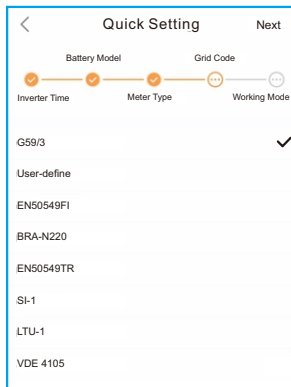 Quick Setting Next
Battery Model Grid Code
Inverter Time Meter Type Working Mode
G59/3
User-define
EN50549FI
BRA-N220
EN50549TR
SI-1
LTU-1
VDE 4105